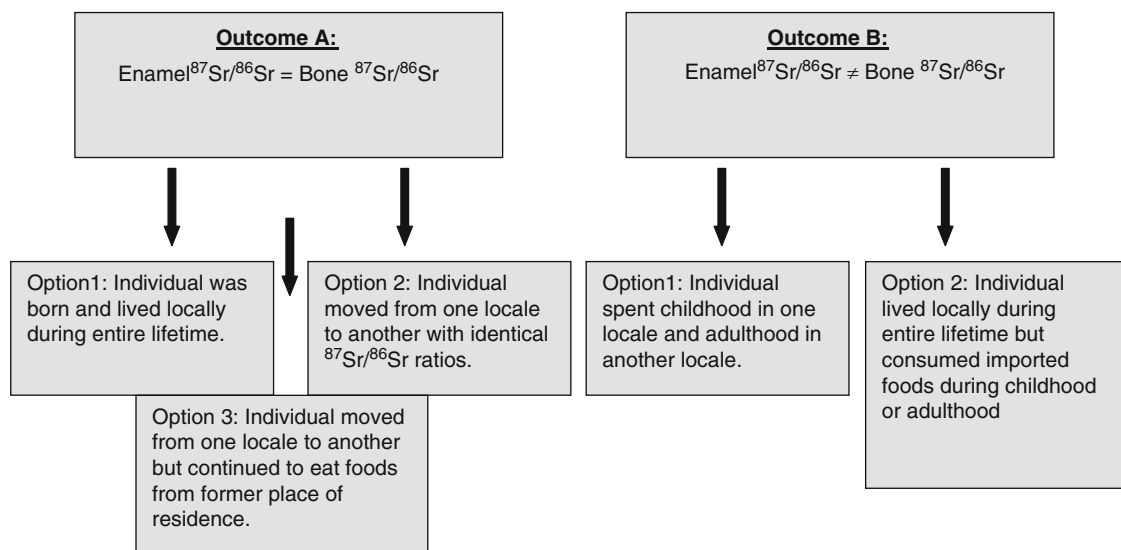 Outcome A:
Enamel⁸⁷Sr/⁸⁶Sr = Bone ⁸⁷Sr/⁸⁶Sr
Outcome B:
Enamel⁸⁷Sr/⁸⁶Sr ≠ Bone ⁸⁷Sr/⁸⁶Sr
Option1: Individual was
born and lived locally
during entire lifetime.
Option 2: Individual
moved from one locale
to another with identical
⁸⁷Sr/⁸⁶Sr ratios.
Option 3: Individual moved
from one locale to another
but continued to eat foods
from former place of
residence.
Option1: Individual
spent childhood in one
locale and adulthood in
another locale.
Option 2: Individual
lived locally during
entire lifetime but
consumed imported
foods during childhood
or adulthood